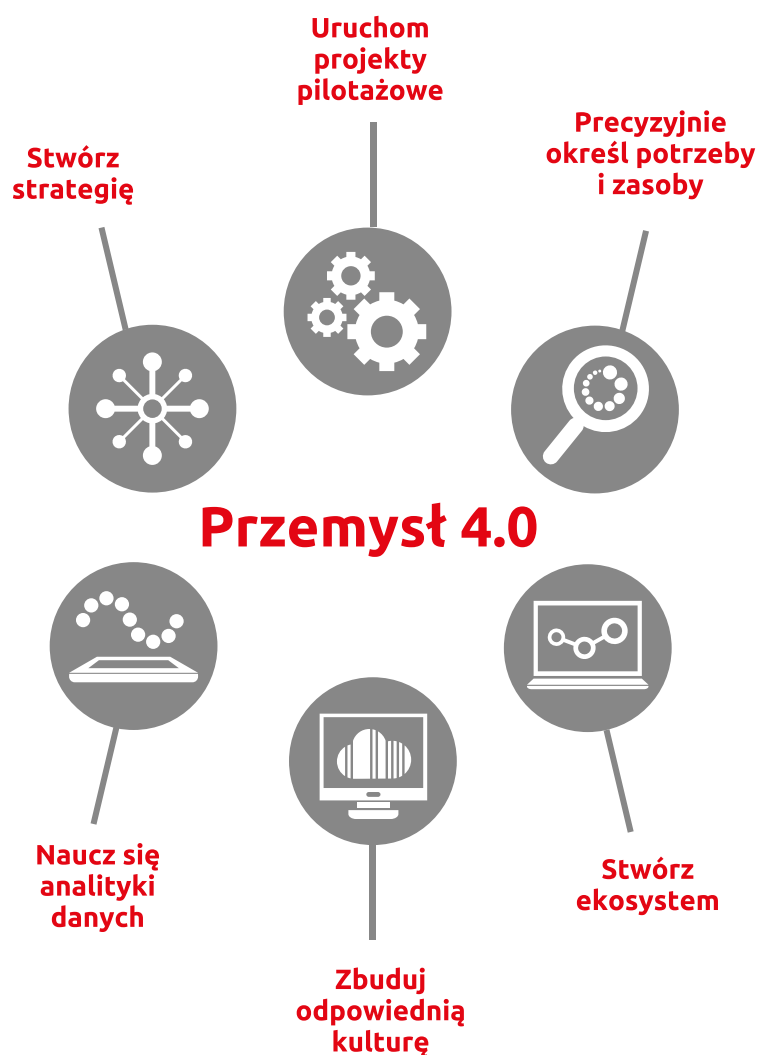 Uruchom
projekty
pilotażowe
Precyzyjnie
określ potrzeby
i zasoby
Stwórz
strategię
Przemysł 4.0
Naucz się
analityki
danych
Stwórz
ekosystem
Zbuduj
odpowiednią
kulturę